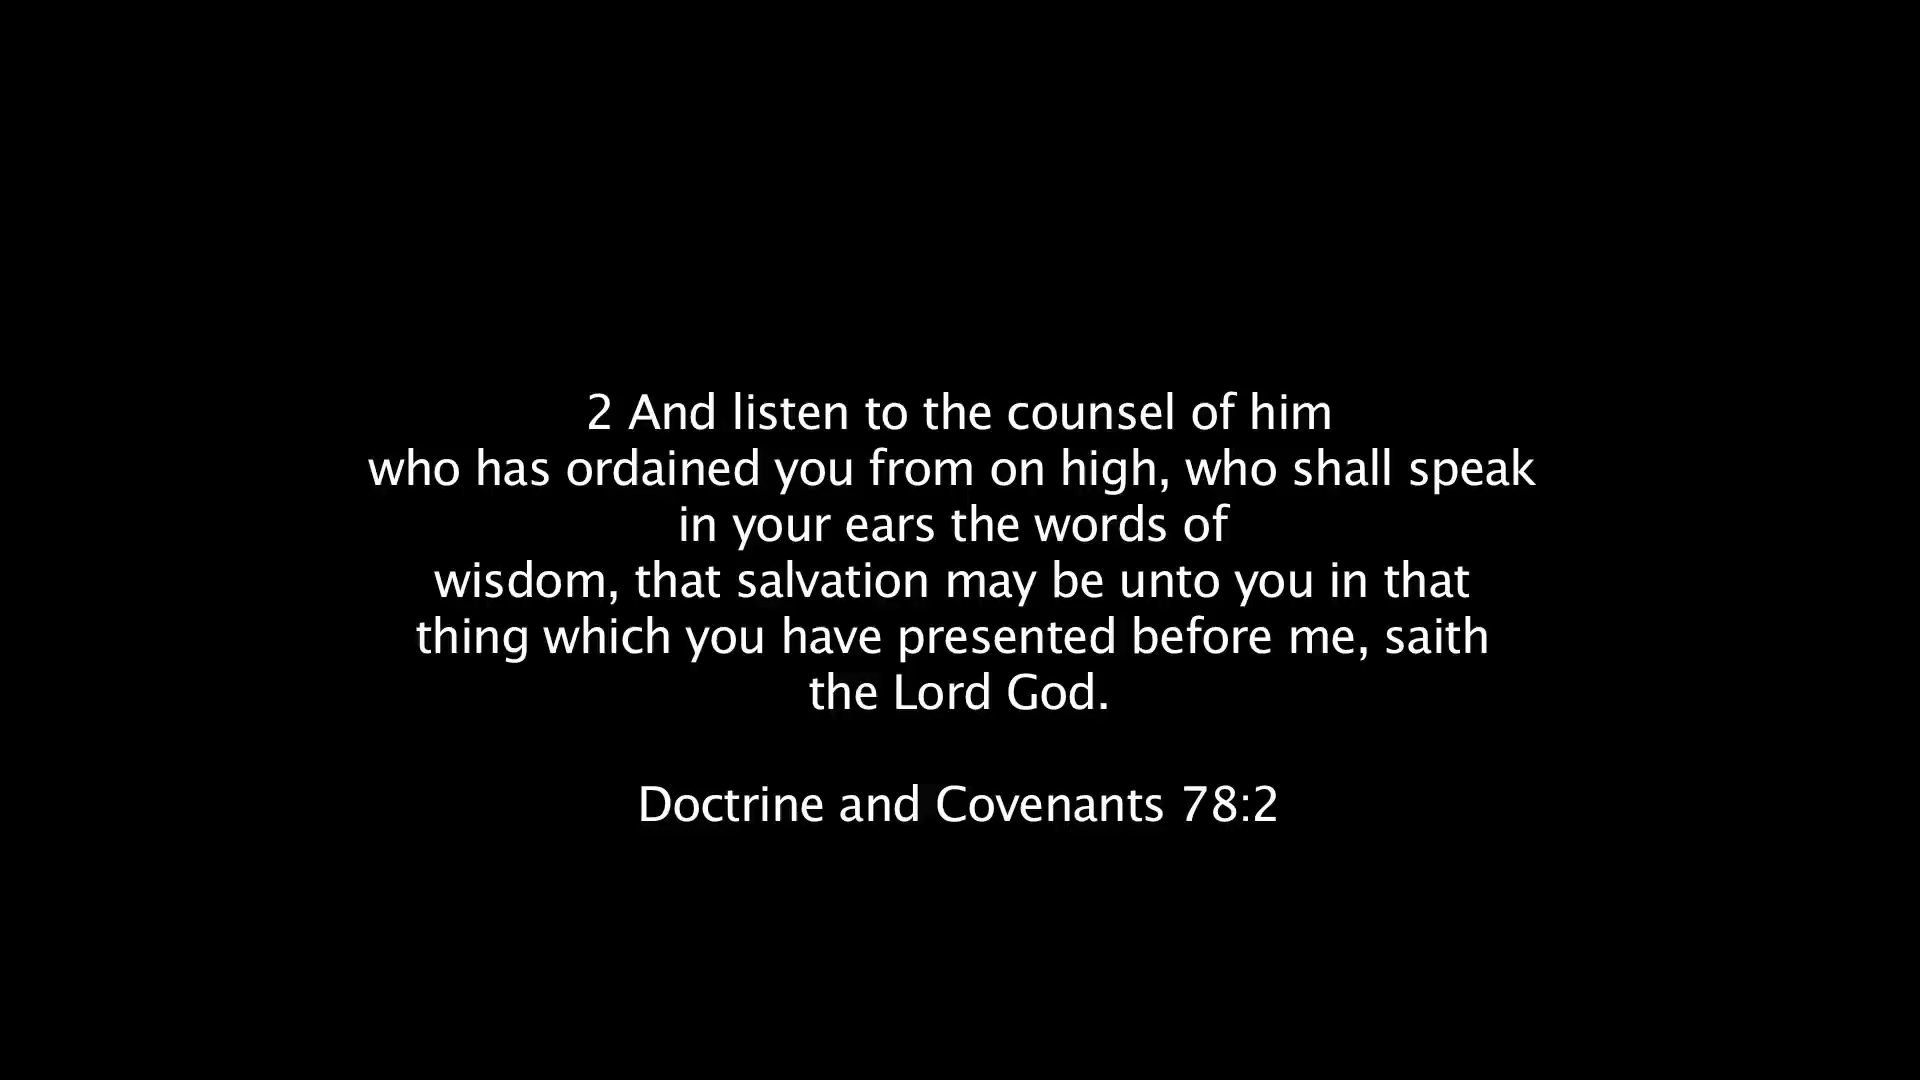 2 And listen to the counsel of him
who has ordained you from on high, who shall speak
in your ears the words of
wisdom, that salvation may be unto you in that
thing which you have presented before me, saith
the Lord God.
Doctrine and Covenants 78:2